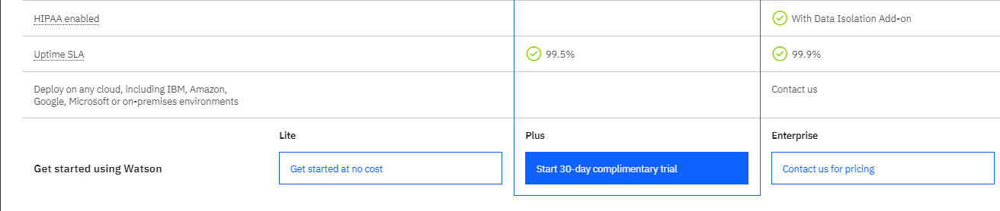 HIPAA enabled
With Data Isolation Add-on
Uptime SLA
99.5%
99.9%
Deploy on any cloud, including IBM, Amazon,
Google, Microsoft or on-premises environments
Contact us
Lite
Plus
Enterprise
Get started using Watson
Get started at no cost
Start 30-day complimentary trial
Contact us for pricing